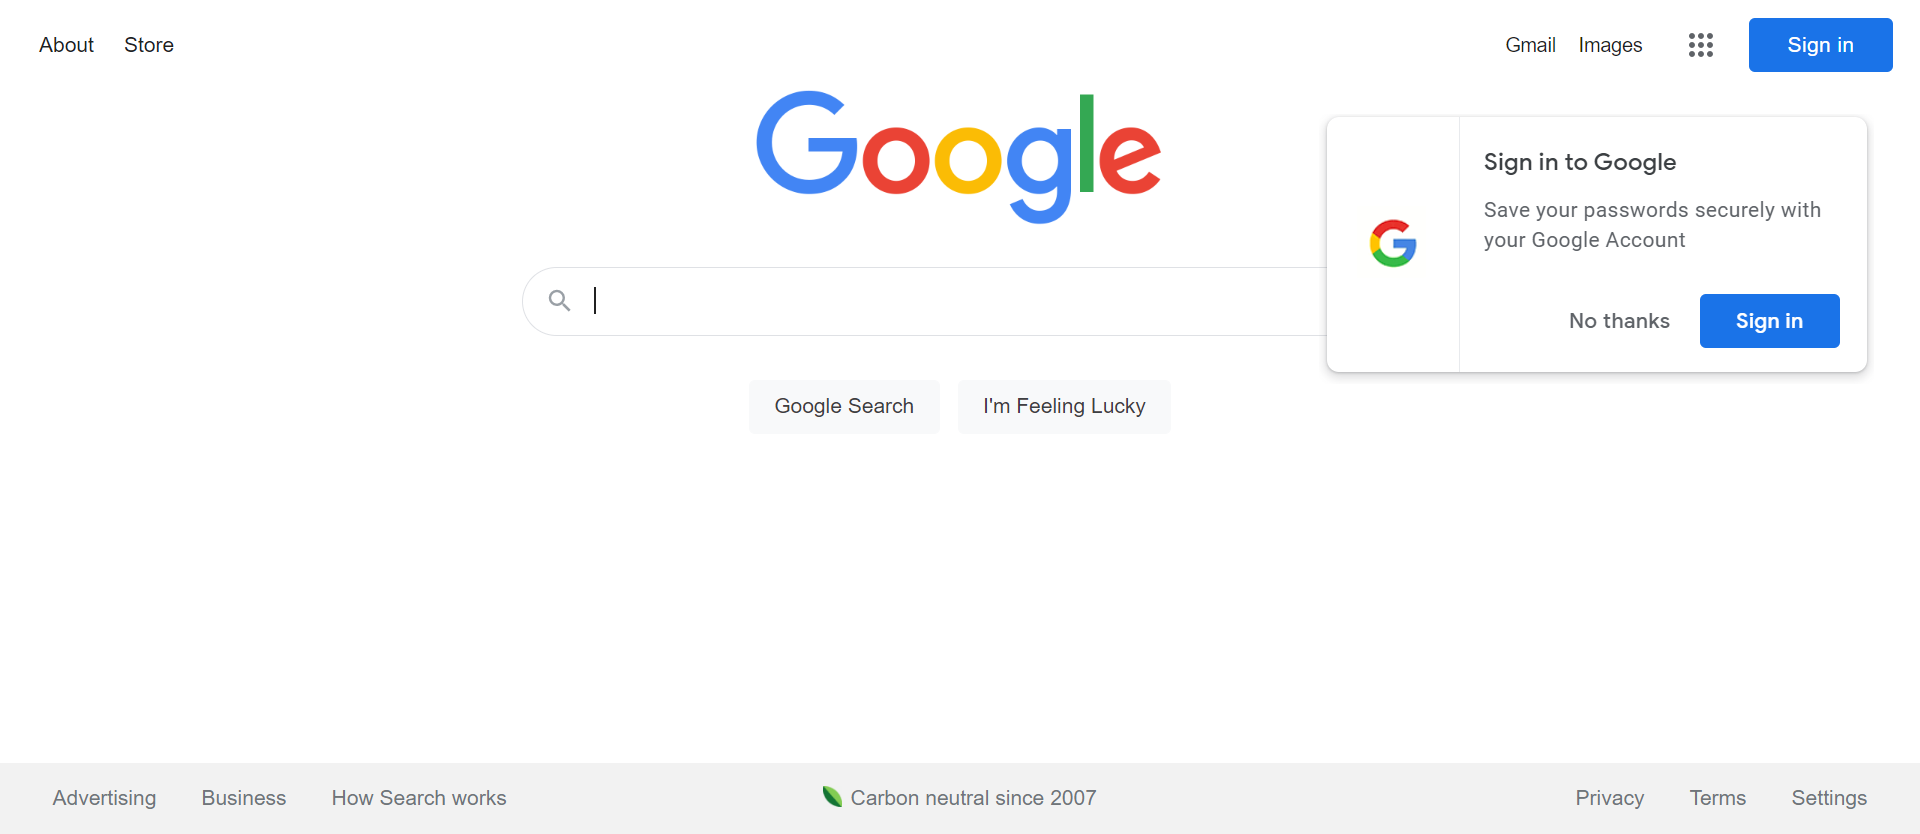 About Store
Gmail Images
Sign in
Google
Sign in to Google
Save your passwords securely with
your Google Account
No thanks
Sign in
Google Search
I'm Feeling Lucky
Advertising Business How Search works
Carbon neutral since 2007
Privacy Terms Settings